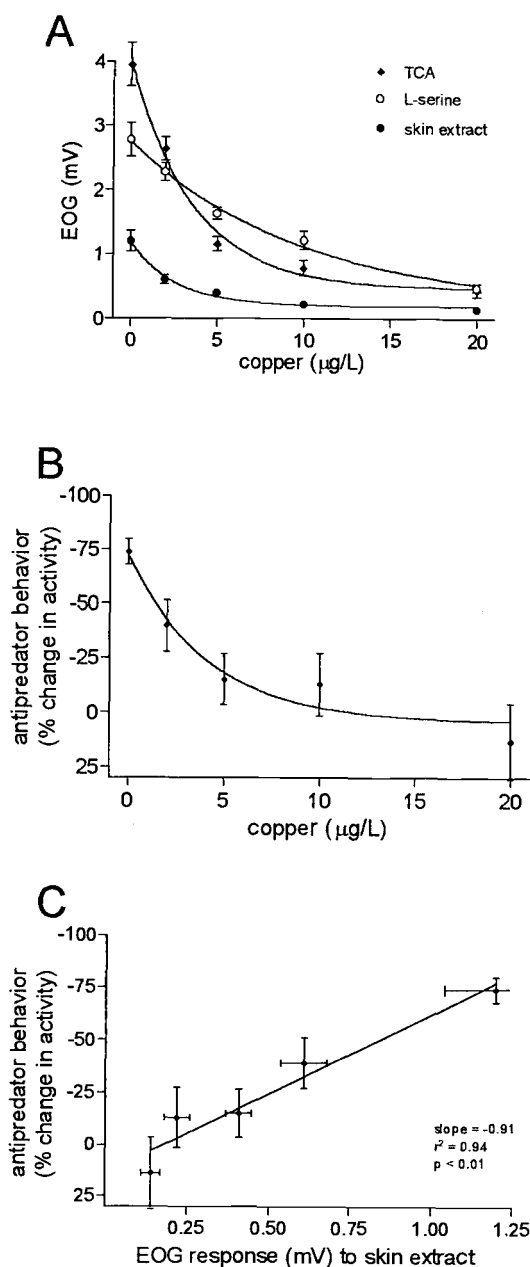 A
TCA
L-serine
skin extract
EOG (mV)
4
3
2
1
0
0 5 10 15 20
copper (µg/L)
B
antipredator behavior
(% change in activity)
-100
-75
-50
-25
0
25
0 5 10 15 20
copper (µg/L)
C
antipredator behavior
(% change in activity)
-100
-75
-50
-25
0
25
slope = -0.91
r² = 0.94
p < 0.01
0.25 0.50 0.75 1.00 1.25
EOG response (mV) to skin extract